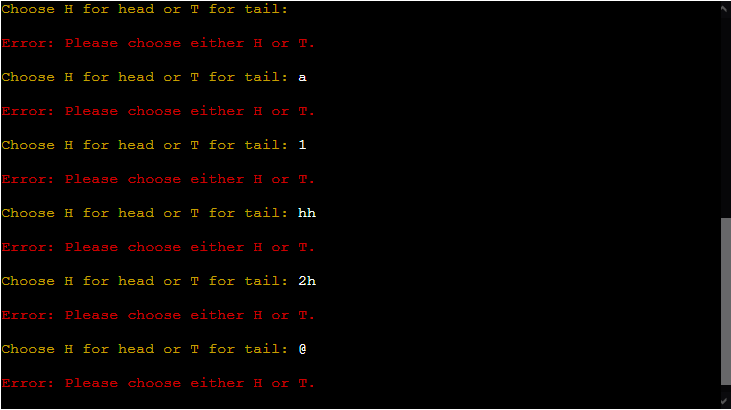 Choose H for head or T for tail:
Error: Please choose either H or T.
Choose H for head or T for tail: a
Error: Please choose either H or T.
Choose H for head or T for tail: 1
Error: Please choose either H or T.
Choose H for head or T for tail: hh
Error: Please choose either H or T.
Choose H for head or T for tail: 2h
Error: Please choose either H or T.
Choose H for head or T for tail: @
Error: Please choose either H or T.